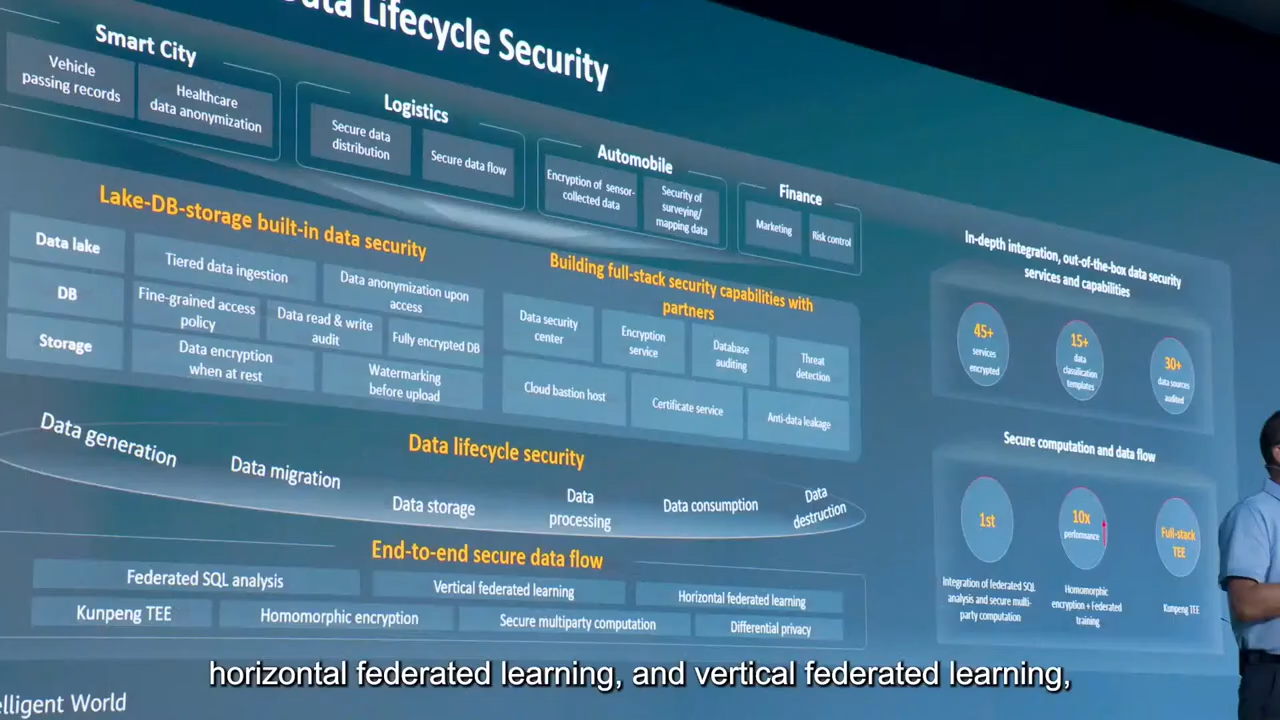 Lifecycle Security
Smart City
Vehicle
passing records
Healthcare
data anonymization
Logistics
Secure data
distribution
Secure data flow
Automobile
Encryption of sensor-
collected data
Security of
surveying/
mapping data
Finance
Marketing
Risk control
Lake-DB-storage built-in data security
Data lake
Tiered data ingestion
Data anonymization upon
access
DB
Fine-grained access
policy
Data read & write
audit
Fully encrypted DB
Storage
Data encryption
when at rest
Watermarking
before upload
Building full-stack security capabilities with
partners
Data security
center
Encryption
service
Database
auditing
Threat
detection
Cloud bastion host
Certificate service
Anti-data leakage
Data lifecycle security
Data generation
Data migration
Data storage
Data
processing
Data consumption
Data
destruction
End-to-end secure data flow
Federated SQL analysis
Vertical federated learning
Horizontal federated learning
Kunpeng TEE
Homomorphic encryption
Secure multiparty computation
Differential privacy
In-depth integration, out-of-the-box data security
services and capabilities
45+
services
encrypted
15+
data
classification
templates
30+
data sources
audited
Secure computation and data flow
1st
10x
performance
Full-stack
TEE
Integration of federated SQL
analysis and secure multi-
party computation
Homomorphic
encryption + Federated
training
Kunpeng TEE
horizontal federated learning, and vertical federated learning,
elligent World